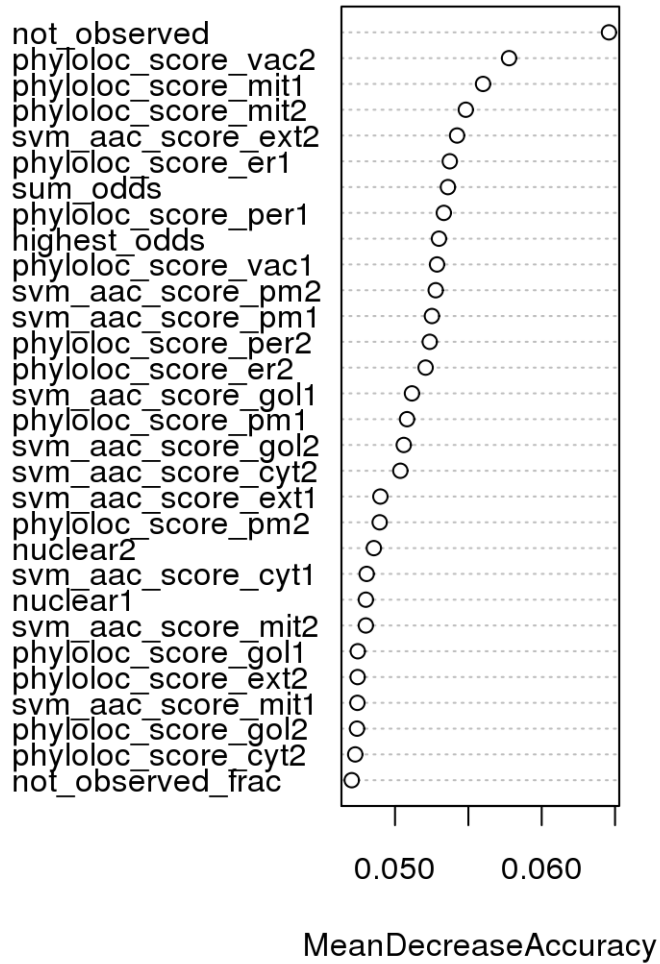 not_observed
phyloloc_score_vac2
phyloloc_score_mit1
phyloloc_score_mit2
svm_aac_score_ext2
phyloloc_score_er1
sum_odds
phyloloc_score_per1
highest_odds
phyloloc_score_vac1
svm_aac_score_pm2
svm_aac_score_pm1
phyloloc_score_per2
phyloloc_score_er2
svm_aac_score_gol1
phyloloc_score_pm1
svm_aac_score_gol2
svm_aac_score_cyt2
svm_aac_score_ext1
phyloloc_score_pm2
nuclear2
svm_aac_score_cyt1
nuclear1
svm_aac_score_mit2
phyloloc_score_gol1
phyloloc_score_ext2
svm_aac_score_mit1
phyloloc_score_gol2
phyloloc_score_cyt2
not_observed_frac
0.050 0.060
MeanDecreaseAccuracy